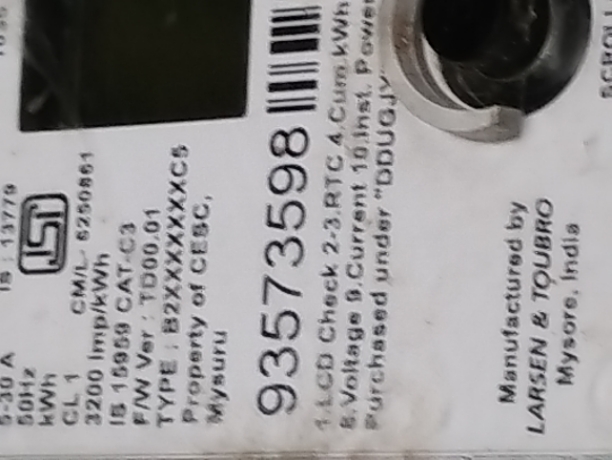 5-30 A IS : 13779
50Hz
kWh
CL 1 CM/L- 6250861
3200 Imp/kWh
IS 15959 CAT-C3
F/W Ver : TD00.01
TYPE : B2XXXXXXXXC5
Property of CESC,
Mysuru
93573598
1.LCD Check 2-3.RTC 4.Cum.kWh
8.Voltage 9.Current 10.Inst. Power
Purchased under "DDUGJY
Manufactured by
LARSEN & TOUBRO
Mysore, India